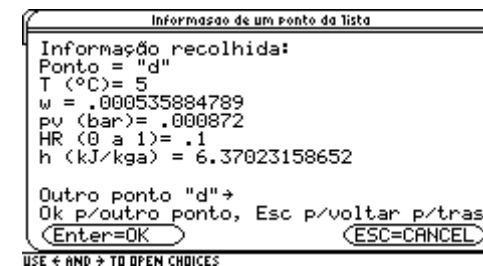 Informasao de um ponto da lista
Informação recolhida:
Ponto = "d"
T (°C)= 5
w = .000535884789
pv (bar)= .000872
HR (0 a 1)= .1
h (kJ/kga) = 6.37023158652
Outro ponto "d"→
Ok p/outro ponto, Esc p/voltar p/tras
Enter=OK
ESC=CANCEL
USE ← AND → TO OPEN CHOICES